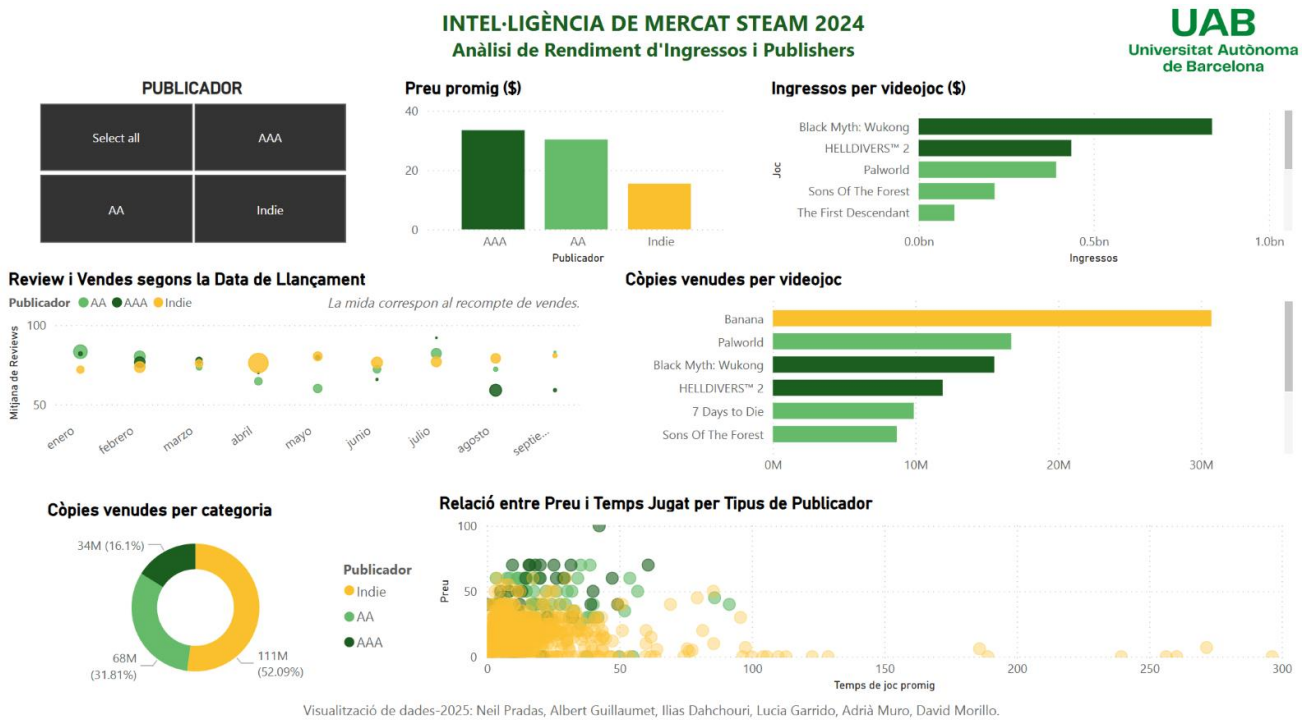 INTEL·LIGÈNCIA DE MERCAT STEAM 2024
Anàlisi de Rendiment d'Ingressos i Publishers
UAB
Universitat Autònoma
de Barcelona
PUBLICADOR
Select all
AAA
AA
Indie
Preu promig ($)
40
20
0
AAA
AA
Indie
Publicador
Ingressos per videojoc ($)
Joc
Black Myth: Wukong
HELLDIVERS™ 2
Palworld
Sons Of The Forest
The First Descendant
0.0bn
0.5bn
1.0bn
Ingressos
Review i Vendes segons la Data de Llançament
Publicador AA AAA Indie
La mida correspon al recompte de vendes.
Mitjana de Reviews
100
50
enero
febrero
marzo
abril
mayo
junio
julio
agosto
septie...
Còpies venudes per videojoc
Banana
Palworld
Black Myth: Wukong
HELLDIVERS™ 2
7 Days to Die
Sons Of The Forest
0M
10M
20M
30M
Còpies venudes per categoria
34M (16.1%)
68M
(31.81%)
111M
(52.09%)
Publicador
Indie
AA
AAA
Relació entre Preu i Temps Jugat per Tipus de Publicador
Preu
100
50
0
0
50
100
150
200
250
300
Temps de joc promig
Visualització de dades-2025: Neil Pradas, Albert Guillaumet, Ilias Dahchouri, Lucia Garrido, Adrià Muro, David Morillo.